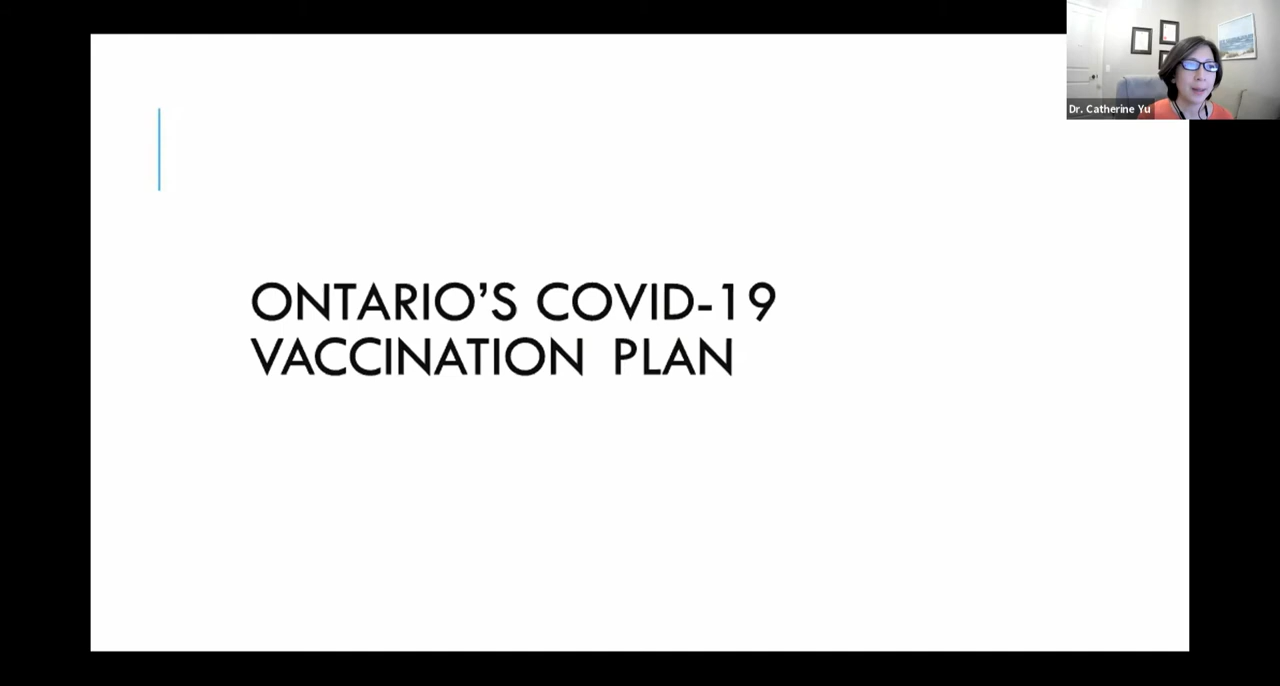 Dr. Catherine Yu
ONTARIO’S COVID-19
VACCINATION PLAN